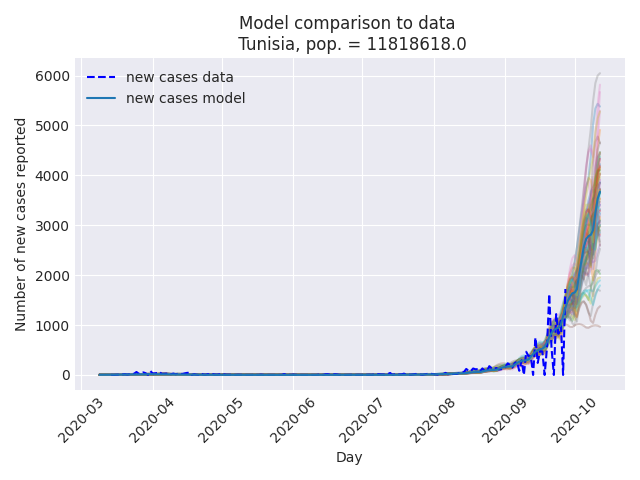 Model comparison to data
Tunisia, pop. = 11818618.0
new cases data
new cases model
Number of new cases reported
6000
5000
4000
3000
2000
1000
0
2020-03
2020-04
2020-05
2020-06
2020-07
2020-08
2020-09
2020-10
Day